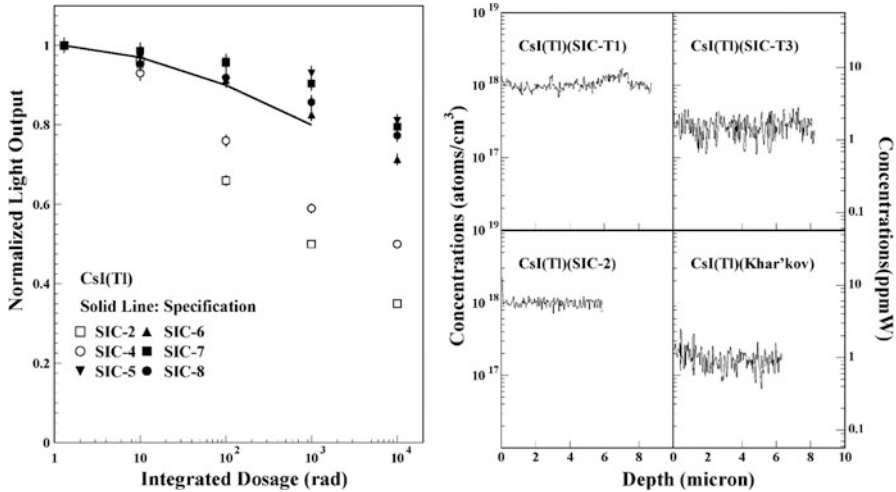 Normalized Light Output
1
0.8
0.6
0.4
0.2
0
CsI(Tl)
Solid Line: Specification
□ SIC-2 ▲ SIC-6
○ SIC-4 ■ SIC-7
▼ SIC-5 ● SIC-8
1 10 10² 10³ 10⁴
Integrated Dosage (rad)
Concentrations (atoms/cm³)
10¹⁸
10¹⁸
10¹⁷
10¹⁹
10¹⁸
10¹⁷
CsI(Tl)(SIC-T1)
CsI(Tl)(SIC-T3)
CsI(Tl)(SIC-2)
CsI(Tl)(Khar'kov)
10
1
0.1
10
1
0.1
Concentrations(ppmW)
0 2 4 6 8 0 2 4 6 8 10
Depth (micron)